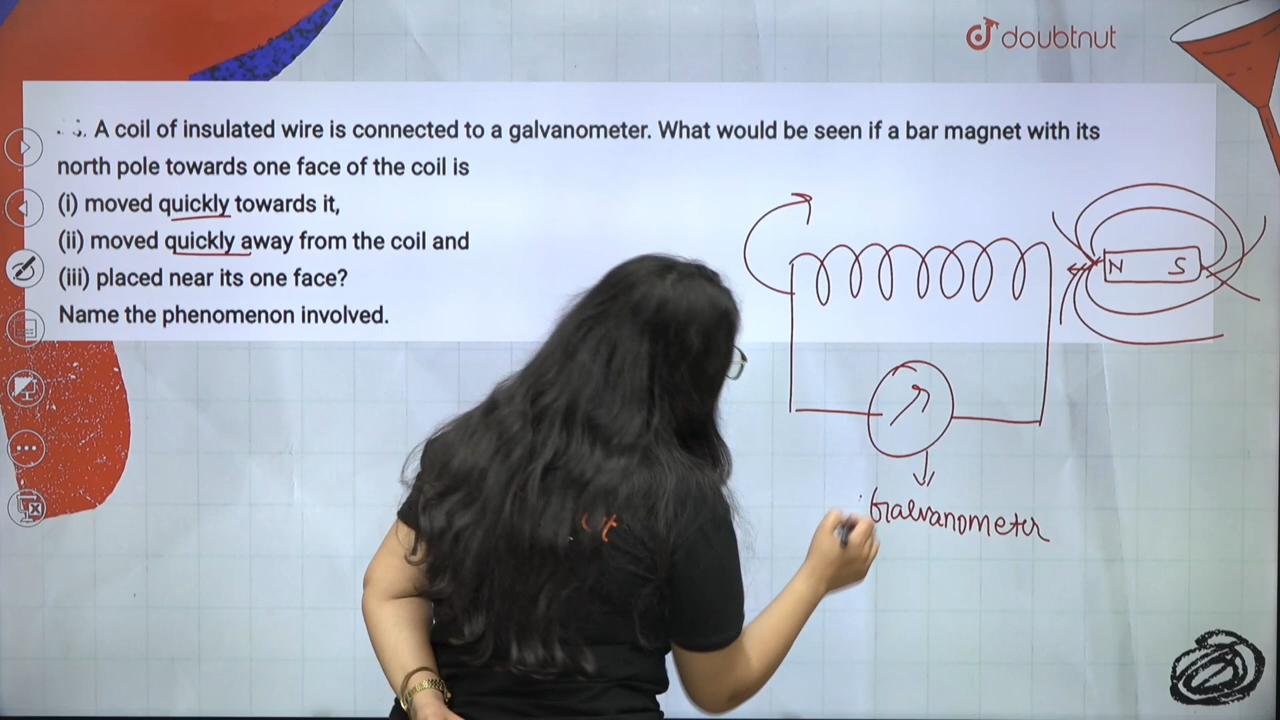 doubtnut
A coil of insulated wire is connected to a galvanometer. What would be seen if a bar magnet with its
north pole towards one face of the coil is
(i) moved quickly towards it,
(ii) moved quickly away from the coil and
(iii) placed near its one face?
Name the phenomenon involved.
N S
Galvanometer